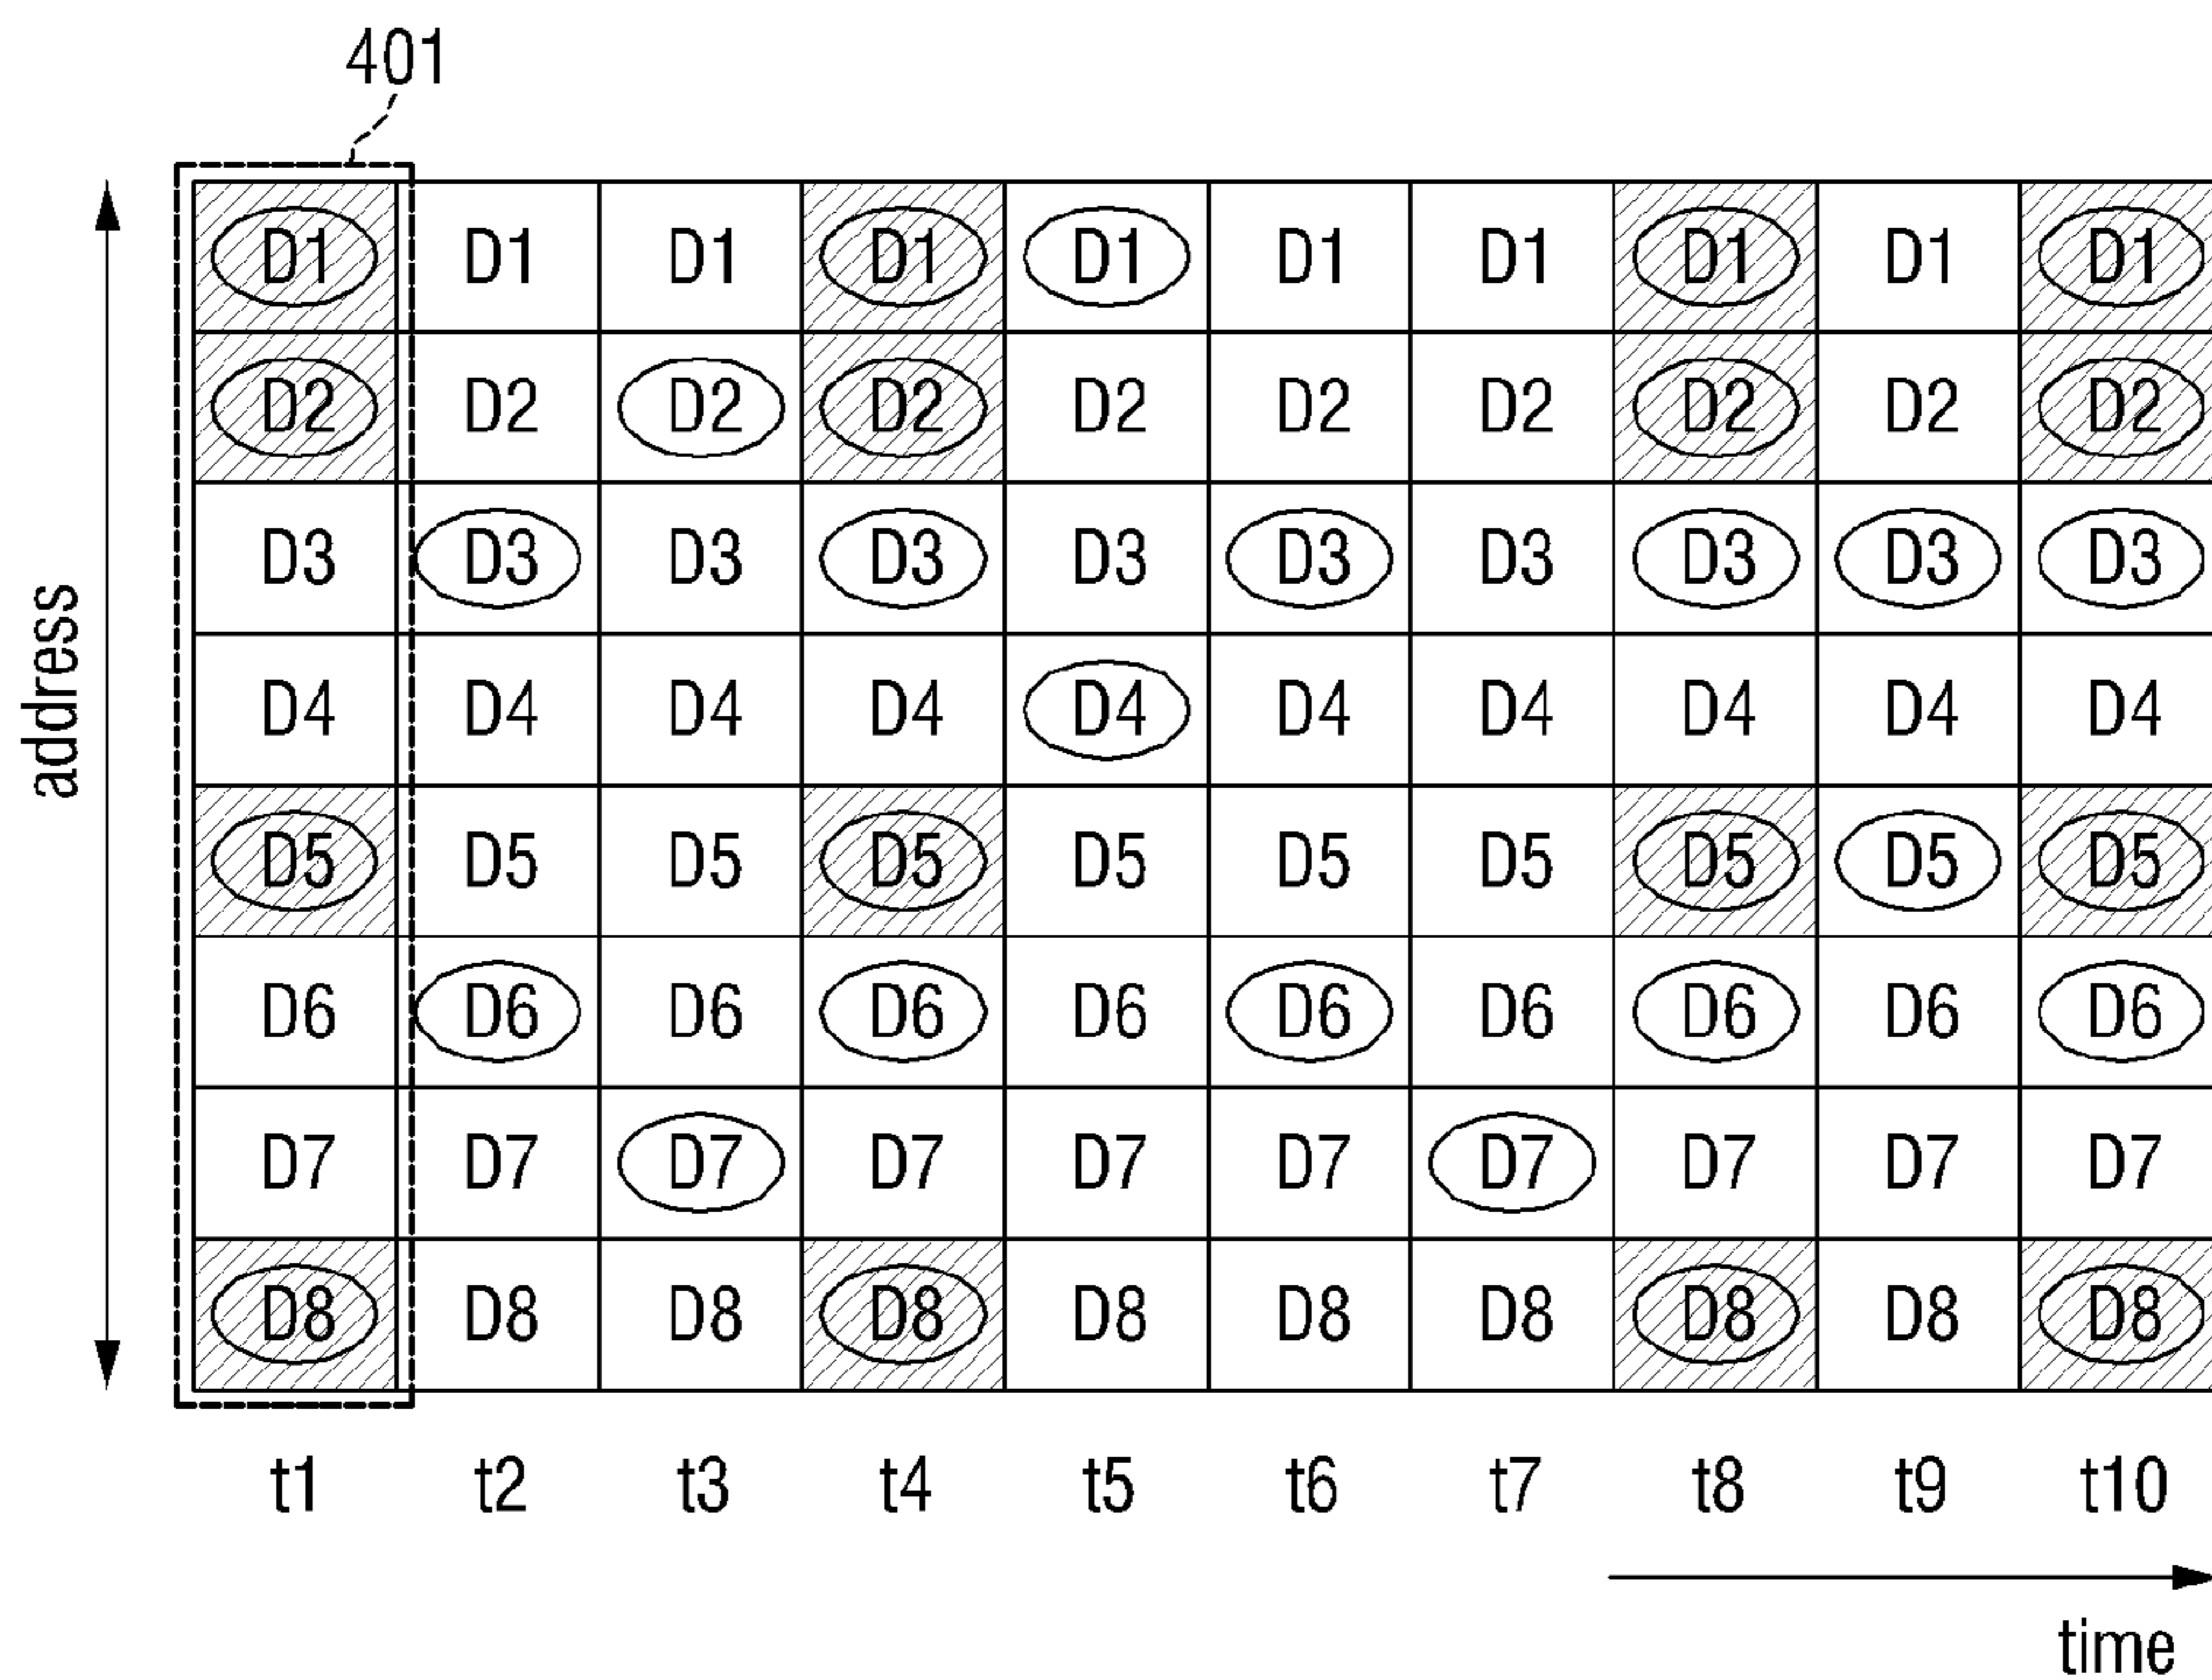 401
D1 D1 D1 D1 D1 D1 D1 D1 D1 D1
D2 D2 D2 D2 D2 D2 D2 D2 D2 D2
D3 D3 D3 D3 D3 D3 D3 D3 D3 D3
D4 D4 D4 D4 D4 D4 D4 D4 D4 D4
D5 D5 D5 D5 D5 D5 D5 D5 D5 D5
D6 D6 D6 D6 D6 D6 D6 D6 D6 D6
D7 D7 D7 D7 D7 D7 D7 D7 D7 D7
D8 D8 D8 D8 D8 D8 D8 D8 D8 D8
address
t1 t2 t3 t4 t5 t6 t7 t8 t9 t10
time